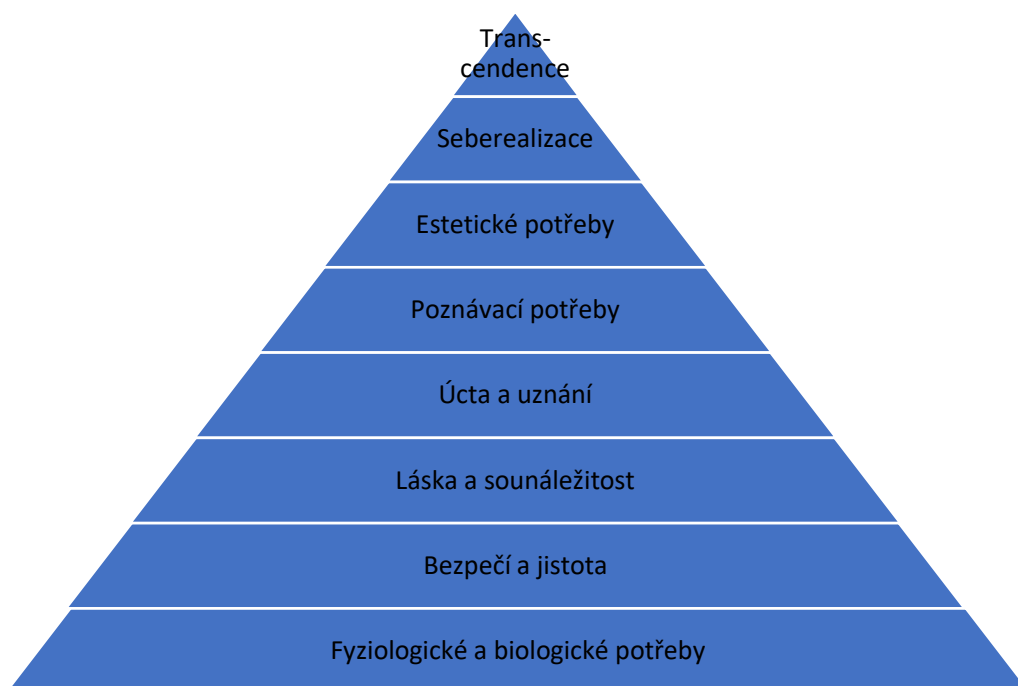 Trans-
cendence
Seberealizace
Estetické potřeby
Poznávací potřeby
Úcta a uznání
Láska a sounáležitost
Bezpečí a jistota
Fyziologické a biologické potřeby